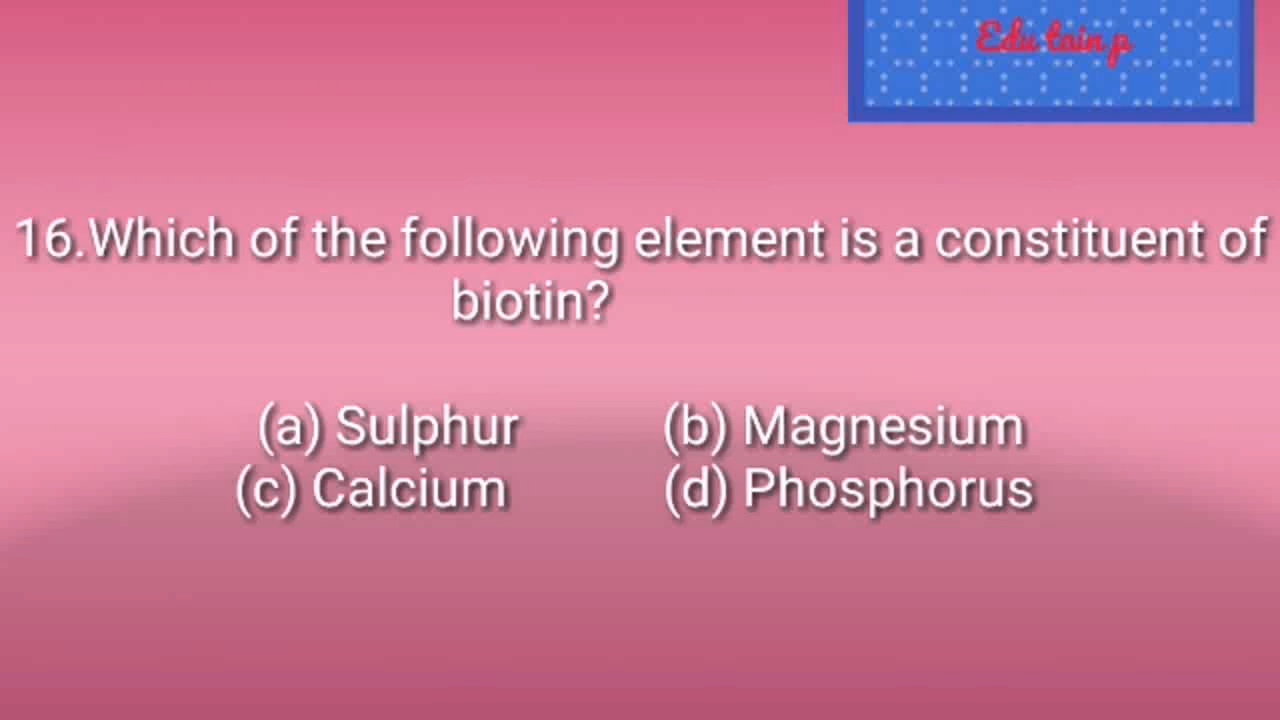 Edu tain p
16.Which of the following element is a constituent of
biotin?
(a) Sulphur (b) Magnesium
(c) Calcium (d) Phosphorus